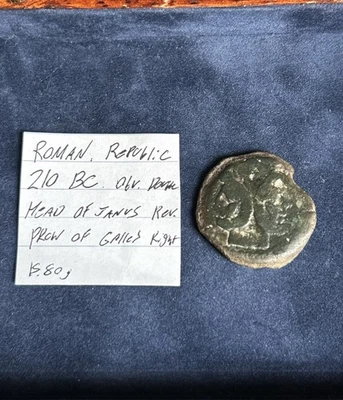 ROMAN, Republic
210 BC. Obv. Double
Head OF JANUS Rev.
PROW OF Galley Right
15.80g